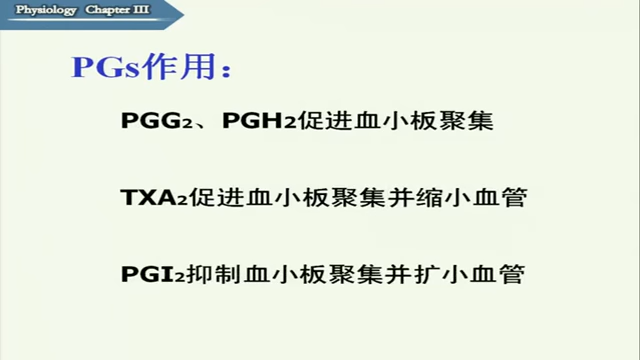 Physiology Chapter III
PGs作用：
PGG₂、PGH₂促进血小板聚集
TXA₂促进血小板聚集并缩小血管
PGI₂抑制血小板聚集并扩小血管